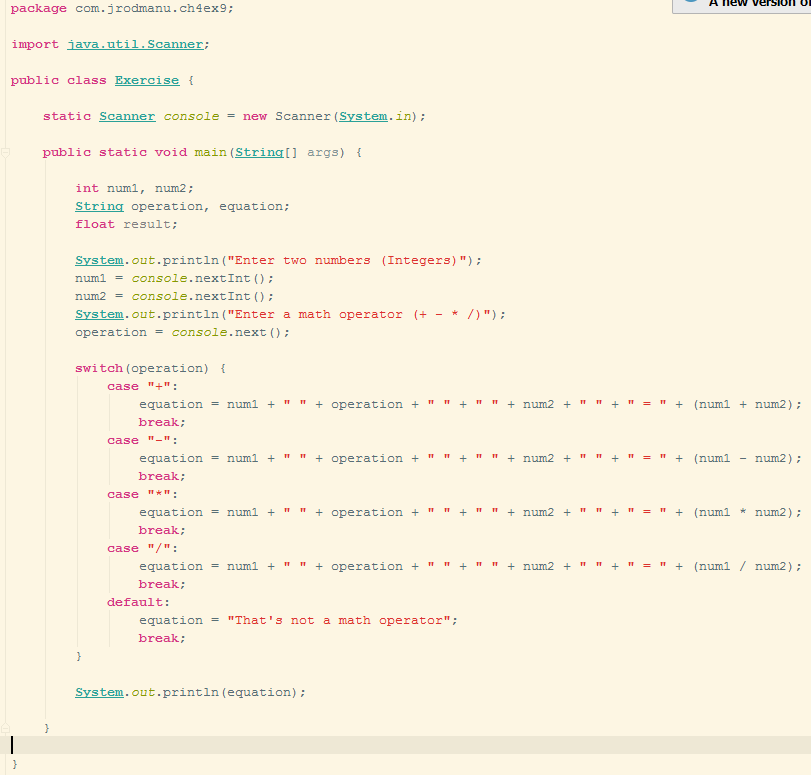 package com.jrodmanu.ch4ex9;
A new version of
import java.util.Scanner;
public class Exercise {
static Scanner console = new Scanner(System.in);
public static void main(String[] args) {
int num1, num2;
String operation, equation;
float result;
System.out.println("Enter two numbers (Integers)");
num1 = console.nextInt();
num2 = console.nextInt();
System.out.println("Enter a math operator (+ - * /)");
operation = console.next();
switch(operation) {
case "+":
equation = num1 + " " + operation + " " + " " + num2 + " " + " = " + (num1 + num2);
break;
case "-":
equation = num1 + " " + operation + " " + " " + num2 + " " + " = " + (num1 - num2);
break;
case "*":
equation = num1 + " " + operation + " " + " " + num2 + " " + " = " + (num1 * num2);
break;
case "/":
equation = num1 + " " + operation + " " + " " + num2 + " " + " = " + (num1 / num2);
break;
default:
equation = "That's not a math operator";
break;
}
System.out.println(equation);
}
}